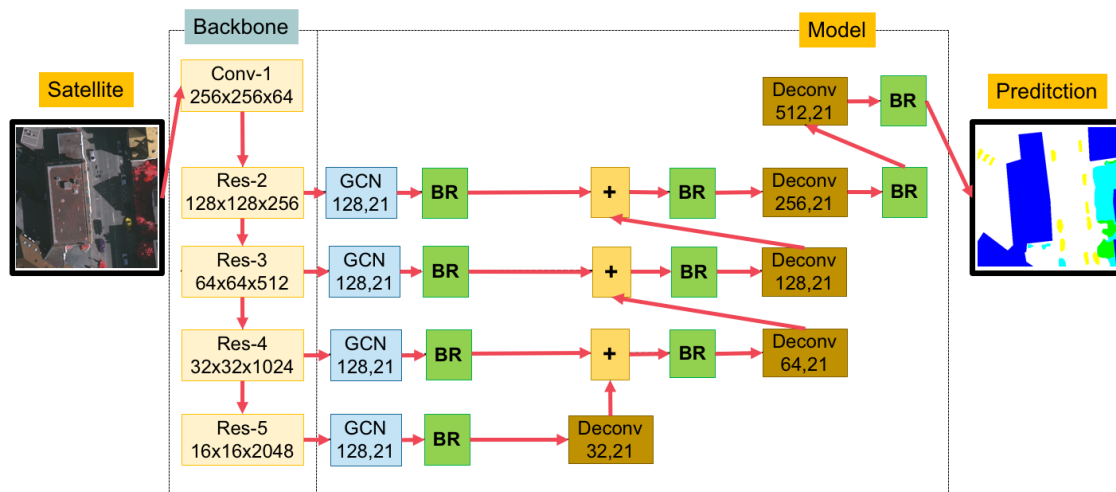 Backbone
Model
Satellite
Preditction
Conv-1
256x256x64
Deconv
512,21
BR
Res-2
128x128x256
GCN
128,21
BR
+
BR
Deconv
256,21
BR
Res-3
64x64x512
GCN
128,21
BR
+
BR
Deconv
128,21
Res-4
32x32x1024
GCN
128,21
BR
+
BR
Deconv
64,21
Res-5
16x16x2048
GCN
128,21
BR
Deconv
32,21